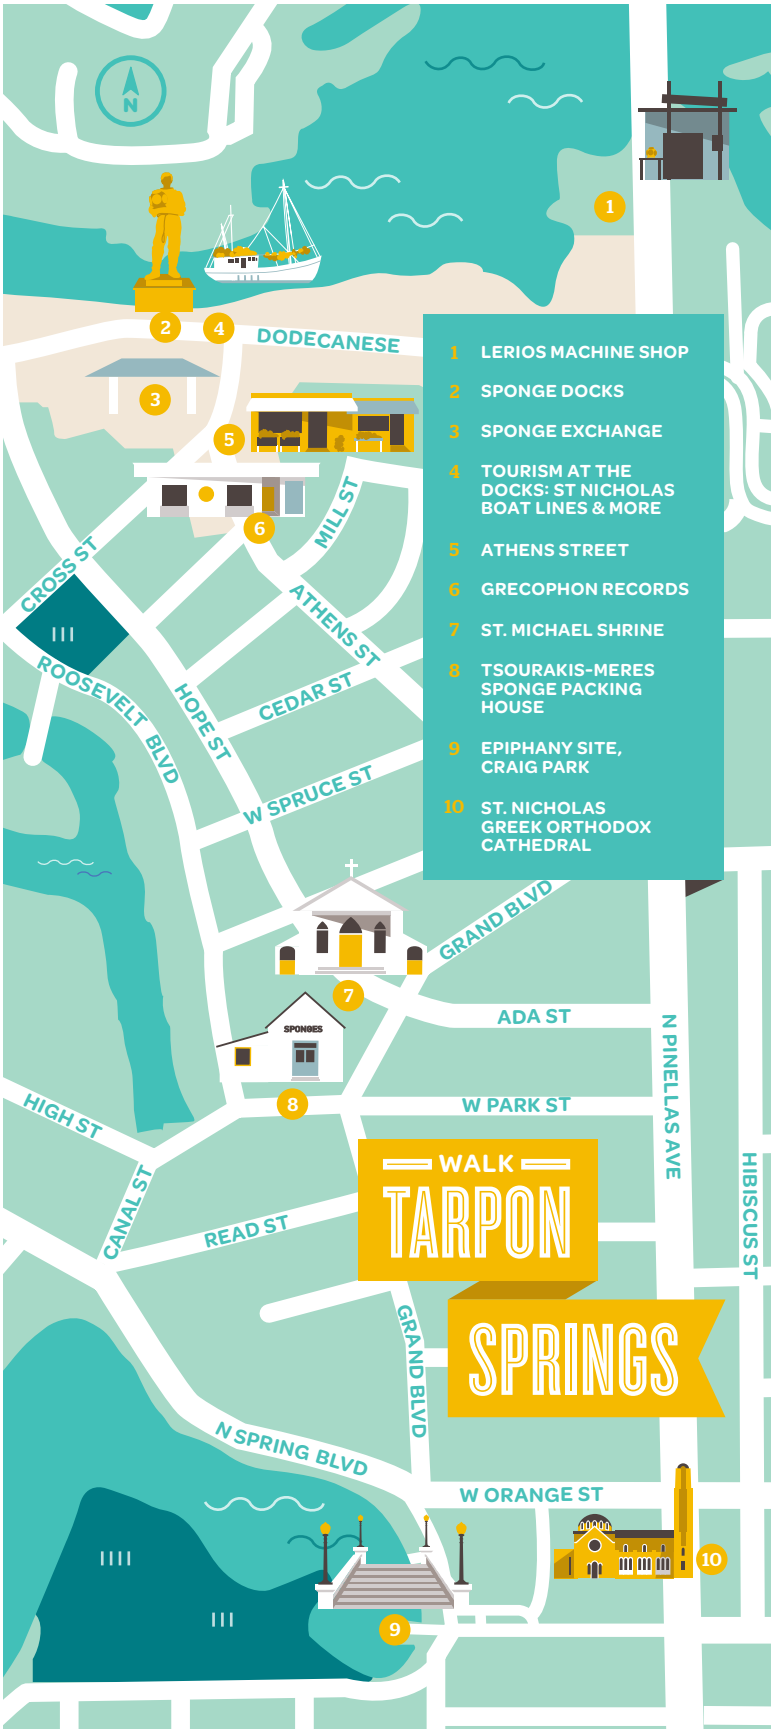 N
1
2
4
DODECANESE
3
5
6
MILL ST
CROSS ST
ATHENS ST
ROOSEVELT BLVD
HOPE ST
CEDAR ST
W SPRUCE ST
1 LERIOS MACHINE SHOP
2 SPONGE DOCKS
3 SPONGE EXCHANGE
4 TOURISM AT THE
DOCKS: ST NICHOLAS
BOAT LINES & MORE
5 ATHENS STREET
6 GRECOPHON RECORDS
7 ST. MICHAEL SHRINE
8 TSOURAKIS-MERES
SPONGE PACKING
HOUSE
9 EPIPHANY SITE,
CRAIG PARK
10 ST. NICHOLAS
GREEK ORTHODOX
CATHEDRAL
GRAND BLVD
7
ADA ST
SPONGES
N PINELLAS AVE
8
W PARK ST
HIGH ST
CANAL ST
READ ST
HIBISCUS ST
WALK
TARPON
SPRINGS
GRAND BLVD
N SPRING BLVD
W ORANGE ST
10
9